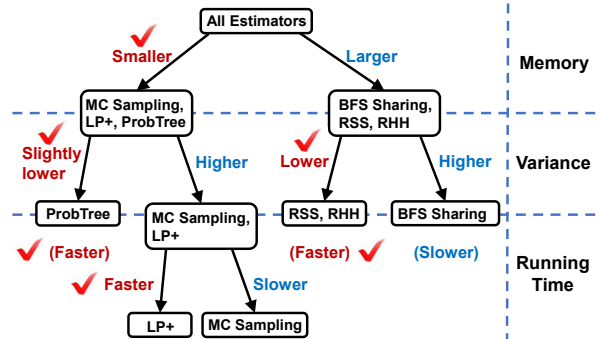 All Estimators
Smaller
Larger
Memory
MC Sampling,
LP+, ProbTree
BFS Sharing,
RSS, RHH
Slightly
lower
Higher
Lower
Higher
Variance
ProbTree
MC Sampling,
LP+
RSS, RHH
BFS Sharing
(Faster)
(Faster)
(Slower)
Running
Time
Faster
Slower
LP+
MC Sampling